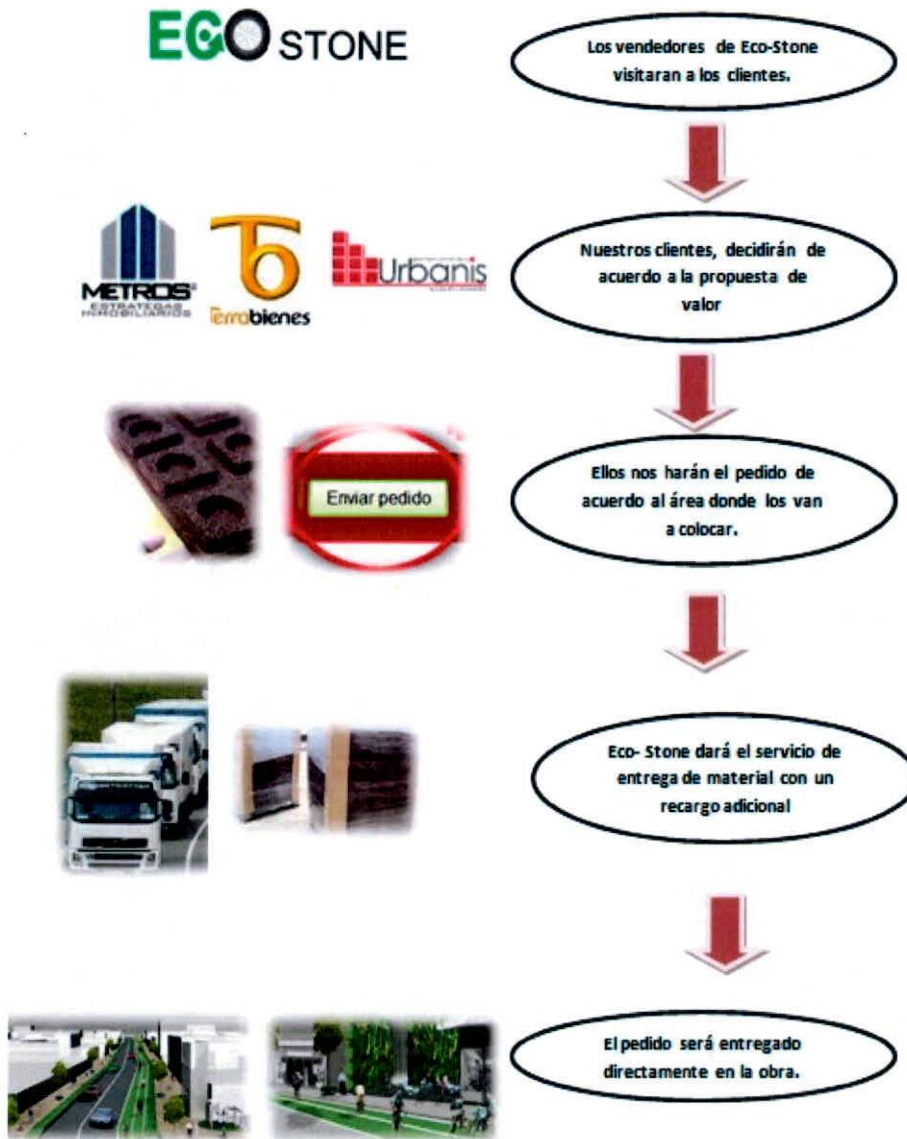 ECO STONE
Los vendedores de Eco-Stone
visitaran a los clientes.
METROS²
ESTRATEGAS
INMOBILIARIOS
Terrabienes
Urbanis
Nuestros clientes, decidirán de
acuerdo a la propuesta de
valor
Enviar pedido
Ellos nos harán el pedido de
acuerdo al área donde los van
a colocar.
Eco- Stone dará el servicio de
entrega de material con un
recargo adicional
El pedido será entregado
directamente en la obra.